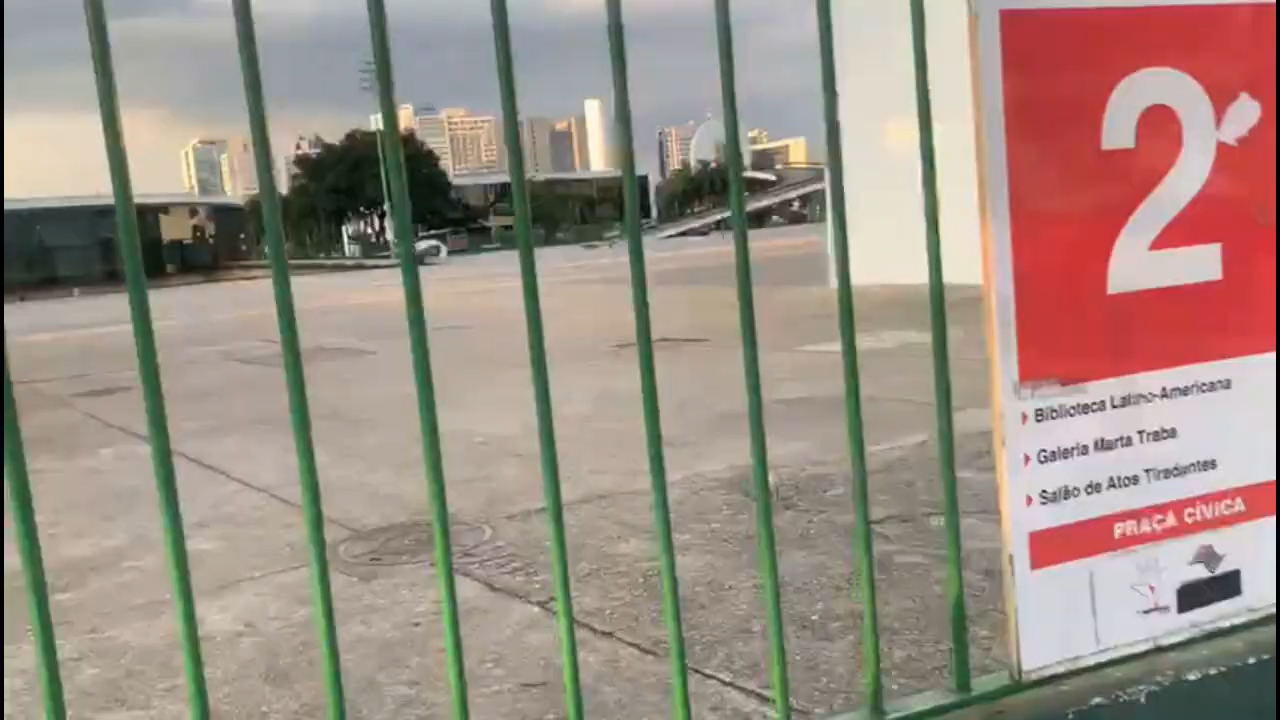 2
Biblioteca Latino-Americana
Galeria Marta Traba
Salão de Atos Tiradentes
PRAÇA CÍVICA